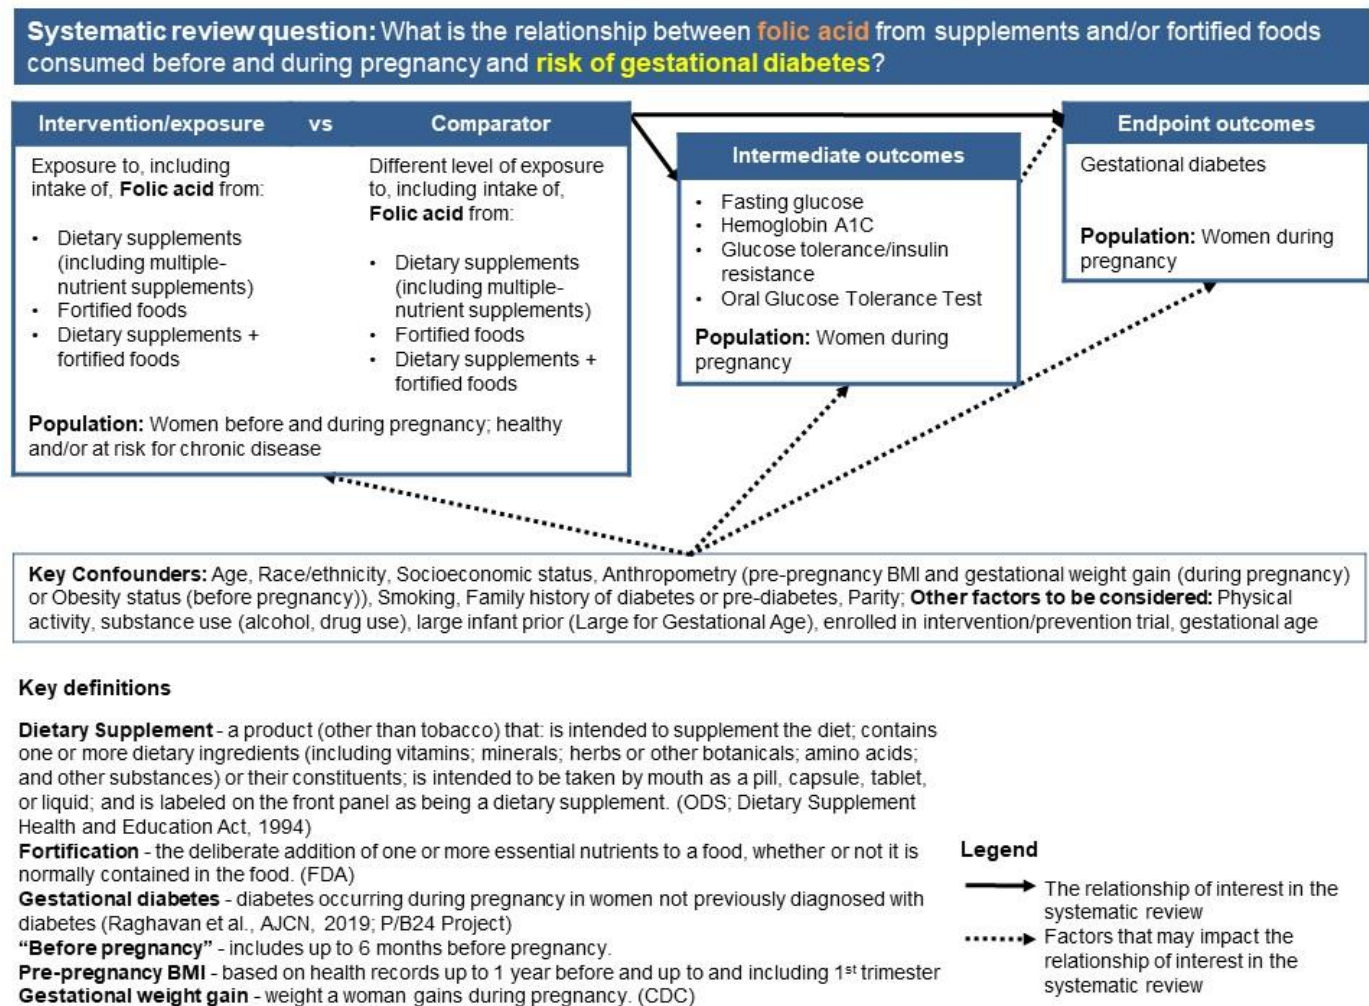 Systematic review question: What is the relationship between folic acid from supplements and/or fortified foods
consumed before and during pregnancy and risk of gestational diabetes?
Intervention/exposure vs Comparator
Exposure to, including
intake of, Folic acid from:
• Dietary supplements
(including multiple-
nutrient supplements)
• Fortified foods
• Dietary supplements +
fortified foods
Different level of exposure
to, including intake of,
Folic acid from:
• Dietary supplements
(including multiple-
nutrient supplements)
• Fortified foods
• Dietary supplements +
fortified foods
Population: Women before and during pregnancy; healthy
and/or at risk for chronic disease
Intermediate outcomes
• Fasting glucose
• Hemoglobin A1C
• Glucose tolerance/insulin
resistance
• Oral Glucose Tolerance Test
Population: Women during
pregnancy
Endpoint outcomes
Gestational diabetes
Population: Women during
pregnancy
Key Confounders: Age, Race/ethnicity, Socioeconomic status, Anthropometry (pre-pregnancy BMI and gestational weight gain (during pregnancy)
or Obesity status (before pregnancy)), Smoking, Family history of diabetes or pre-diabetes, Parity; Other factors to be considered: Physical
activity, substance use (alcohol, drug use), large infant prior (Large for Gestational Age), enrolled in intervention/prevention trial, gestational age
Key definitions
Dietary Supplement - a product (other than tobacco) that: is intended to supplement the diet; contains
one or more dietary ingredients (including vitamins; minerals; herbs or other botanicals; amino acids;
and other substances) or their constituents; is intended to be taken by mouth as a pill, capsule, tablet,
or liquid; and is labeled on the front panel as being a dietary supplement. (ODS; Dietary Supplement
Health and Education Act, 1994)
Fortification - the deliberate addition of one or more essential nutrients to a food, whether or not it is
normally contained in the food. (FDA)
Gestational diabetes - diabetes occurring during pregnancy in women not previously diagnosed with
diabetes (Raghavan et al., AJCN, 2019; P/B24 Project)
“Before pregnancy” - includes up to 6 months before pregnancy.
Pre-pregnancy BMI - based on health records up to 1 year before and up to and including 1st trimester
Gestational weight gain - weight a woman gains during pregnancy. (CDC)
Legend
The relationship of interest in the
systematic review
Factors that may impact the
relationship of interest in the
systematic review